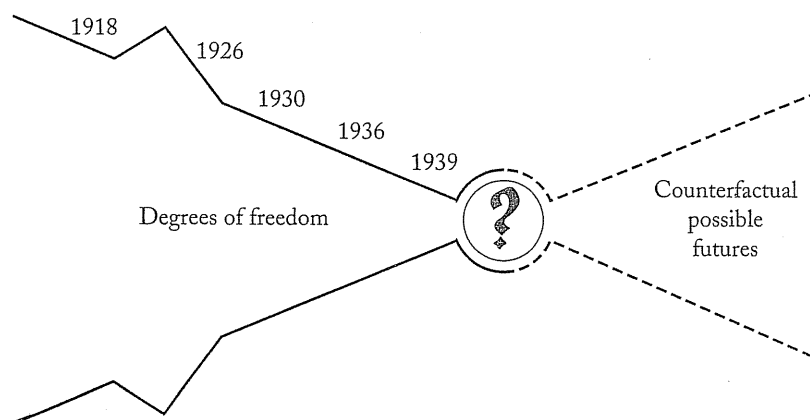 1918
1926
1930
1936
1939
Degrees of freedom
?
Counterfactual
possible
futures